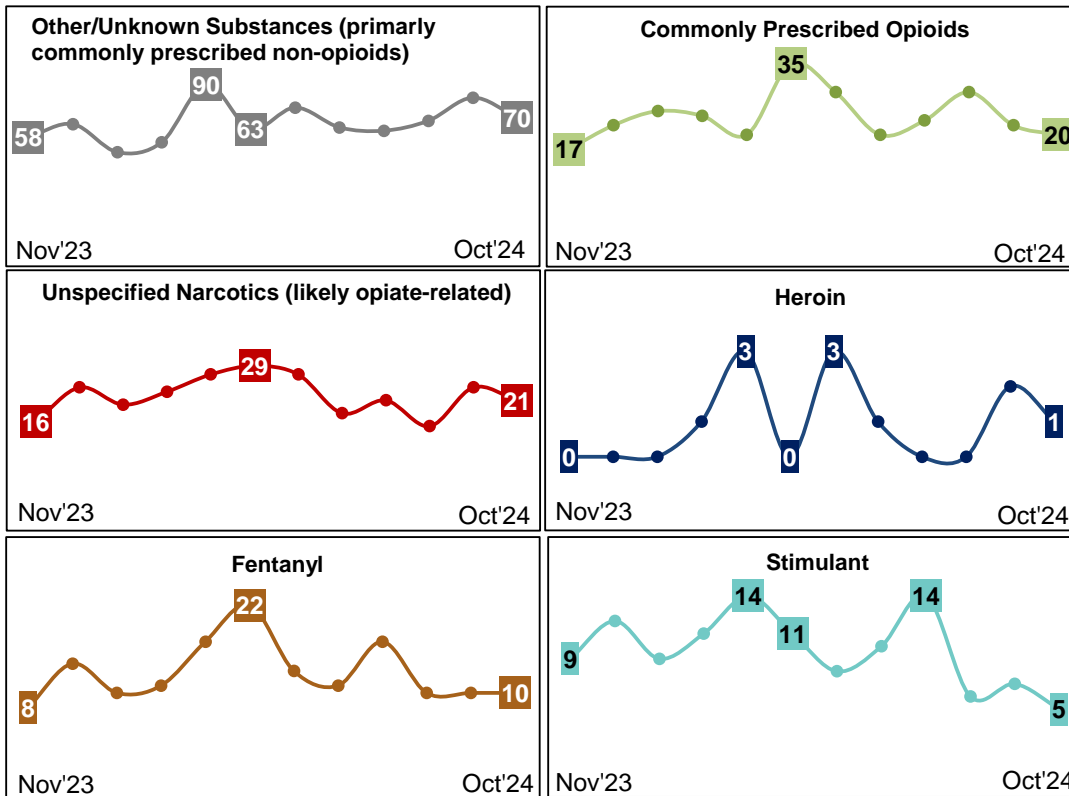 Other/Unknown Substances (primarly
commonly prescribed non-opioids)
58
90
63
70
Nov'23
Oct'24
Commonly Prescribed Opioids
17
35
20
Nov'23
Oct'24
Unspecified Narcotics (likely opiate-related)
16
29
21
Nov'23
Oct'24
Heroin
0
3
0
3
1
Nov'23
Oct'24
Fentanyl
8
22
10
Nov'23
Oct'24
Stimulant
9
14
11
14
5
Nov'23
Oct'24